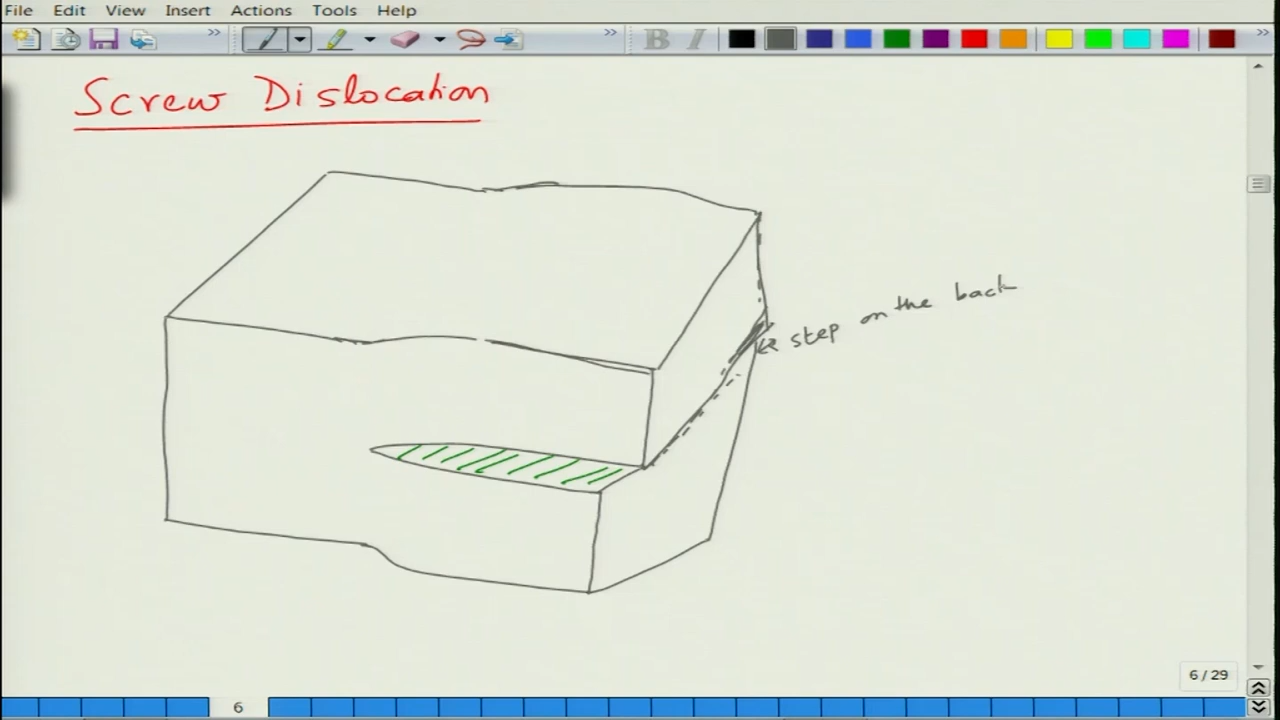 File Edit View Insert Actions Tools Help
B I
Screw Dislocation
step on the back
6 / 29
6